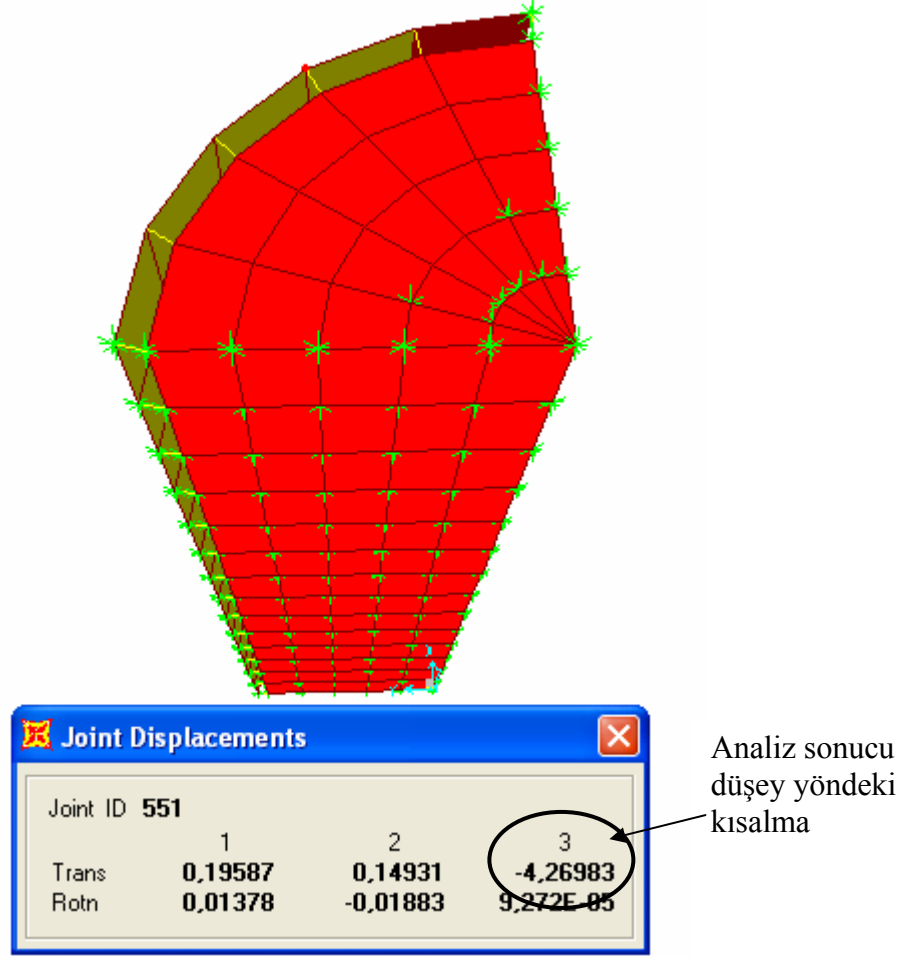 Joint Displacements
Joint ID 551
1 2 3
Trans 0,19587 0,14931 -4,26983
Rotn 0,01378 -0,01883 9,272E-05
Analiz sonucu
düşey yöndeki
kısalma